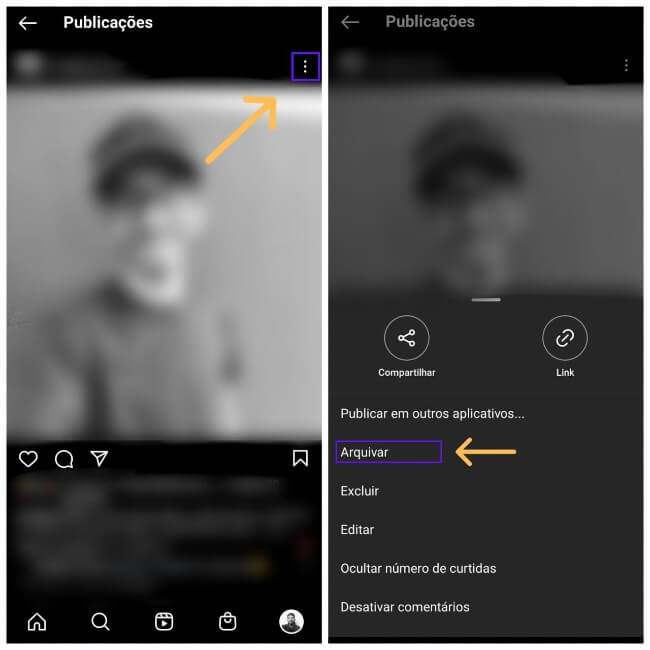 Publicações
Publicações
Compartilhar
Link
Publicar em outros aplicativos...
Arquivar
Excluir
Editar
Ocultar número de curtidas
Desativar comentários